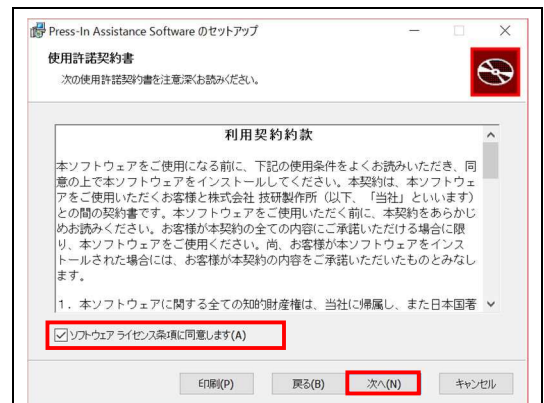 Press-In Assistance Software のセットアップ
使用許諾契約書
次の使用許諾契約書を注意深くお読みください。
利用契約約款
本ソフトウェアをご使用になる前に、下記の使用条件をよくお読みいただき、同
意の上で本ソフトウェアをインストールしてください。本契約は、本ソフトウェ
アをご使用いただくお客様と株式会社 技研製作所（以下、「当社」といいます）
との間の契約書です。本ソフトウェアをご使用いただく前に、本契約をあらかじ
めお読みください。お客様が本契約の全ての内容にご承諾いただける場合に限
り、本ソフトウェアをご使用ください。尚、お客様が本ソフトウェアをインス
トールされた場合には、お客様が本契約の内容をご承諾いただいたものとみなし
ます。
1．本ソフトウェアに関する全ての知的財産権は、当社に帰属し、また日本国著
ソフトウェア ライセンス条項に同意します(A)
印刷(P) 戻る(B) 次へ(N) キャンセル